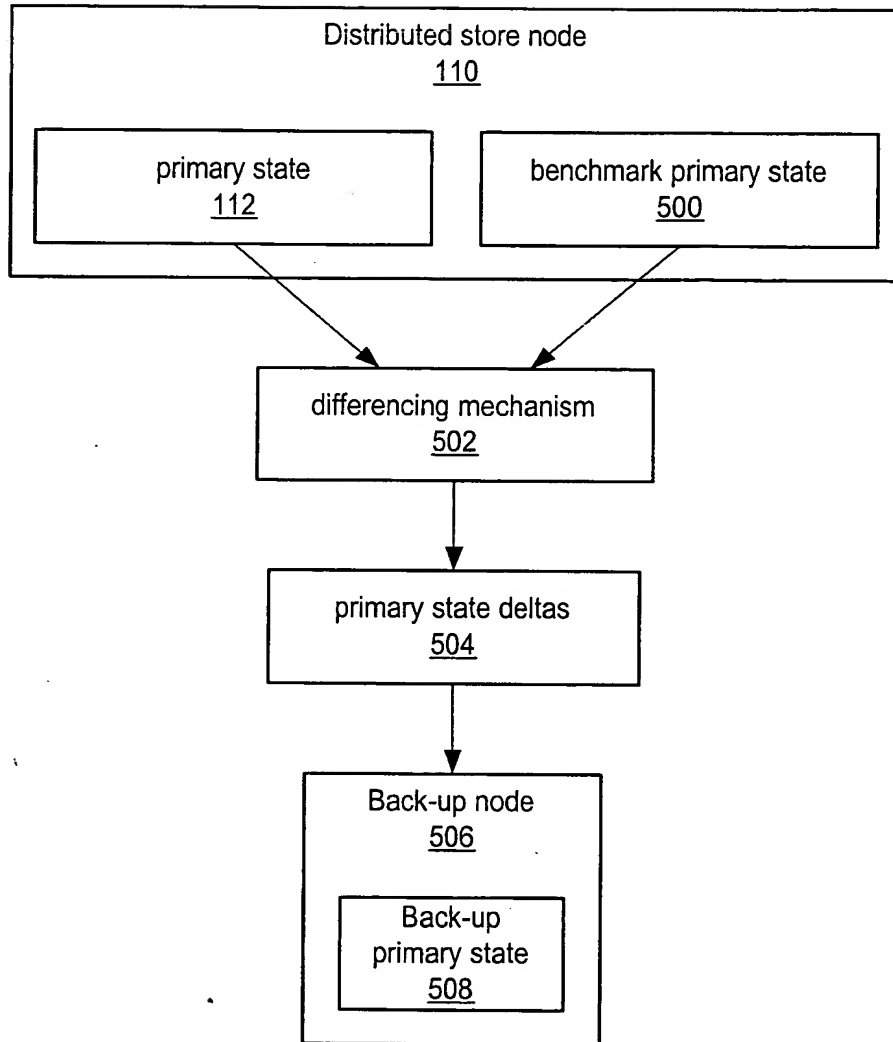 Distributed store node
110
primary state
112
benchmark primary state
500
differencing mechanism
502
primary state deltas
504
Back-up node
506
Back-up
primary state
508